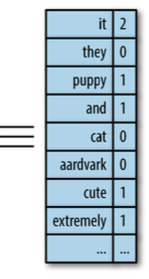 it 2
they 0
puppy 1
and 1
cat 0
aardvark 0
cute 1
extremely 1
... ...